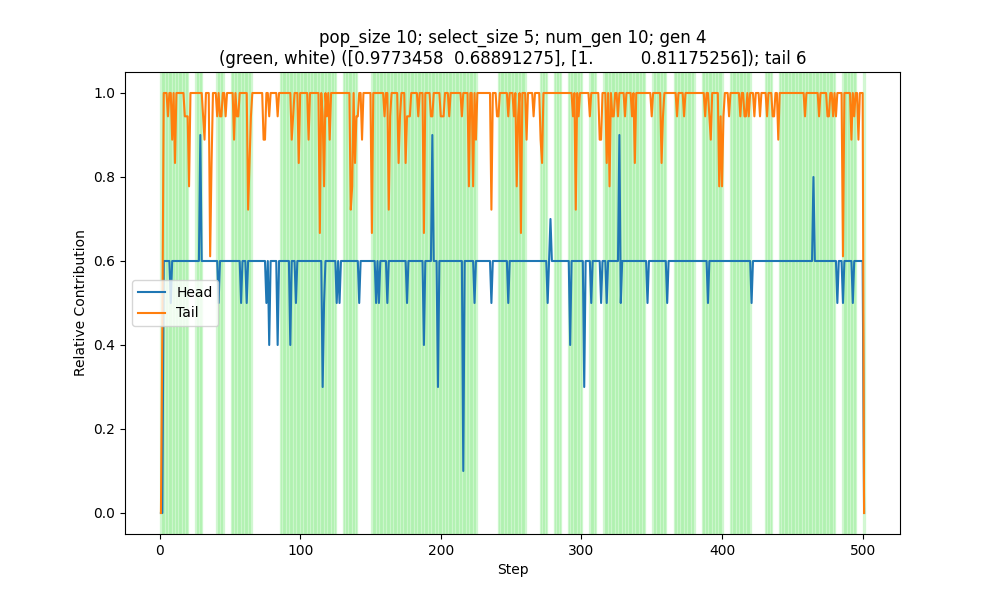 pop_size 10; select_size 5; num_gen 10; gen 4
(green, white) ([0.9773458  0.68891275], [1.         0.81175256]); tail 6
1.0
0.8
0.6
0.4
0.2
0.0
Relative Contribution
Head
Tail
0 100 200 300 400 500
Step